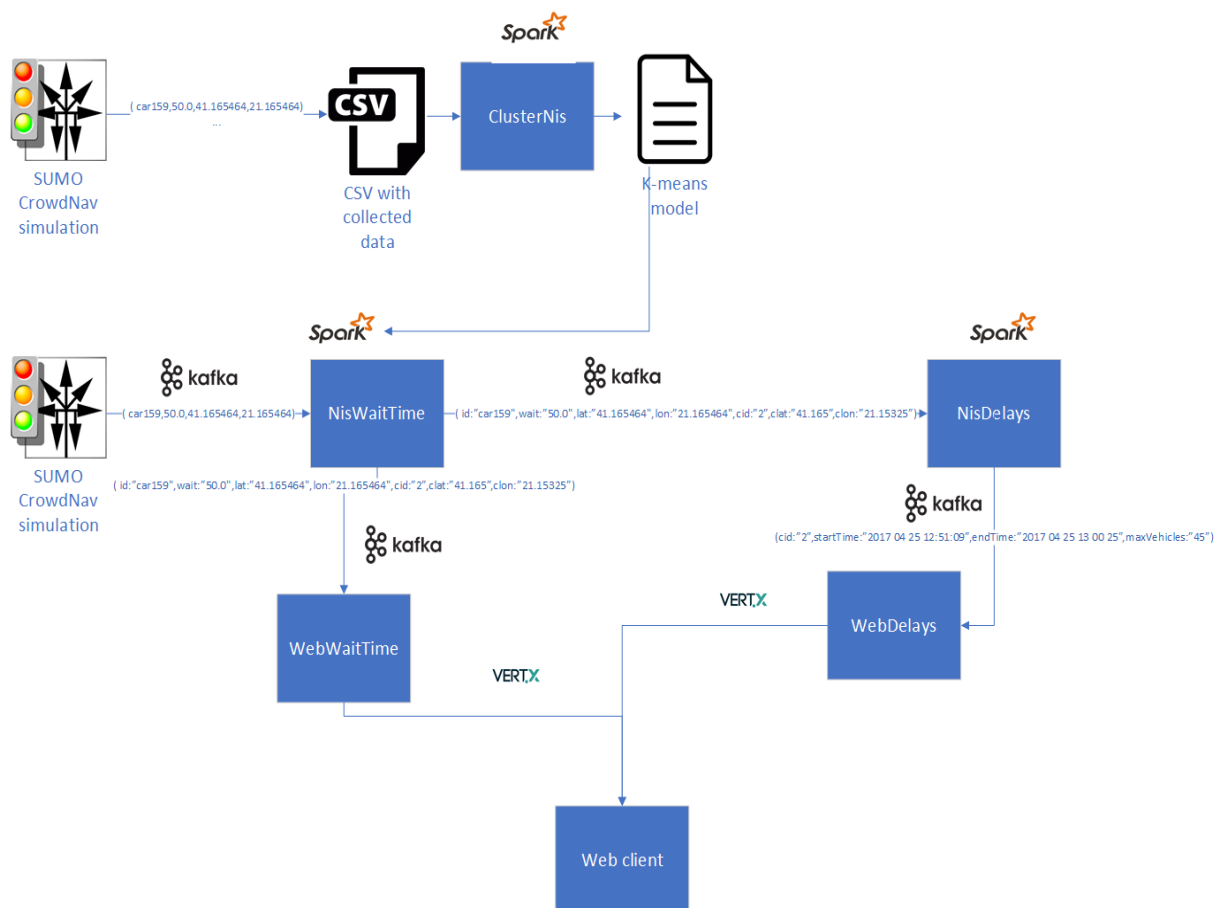 Spark
( car159,50.0,41.165464,21.165464)
...
CSV
ClusterNis
SUMO
CrowdNav
simulation
CSV with
collected
data
K-means
model
Spark
Spark
kafka
kafka
( car159,50.0,41.165464,21.165464)
NisWaitTime
( id:"car159",wait:"50.0",lat:"41.165464",lon:"21.165464",cid:"2",clat:"41.165",clon:"21.15325")
NisDelays
SUMO
CrowdNav
simulation
( id:"car159",wait:"50.0",lat:"41.165464",lon:"21.165464",cid:"2",clat:"41.165",clon:"21.15325")
kafka
kafka
(cid:"2",startTime:"2017 04 25 12:51:09",endTime:"2017 04 25 13 00 25",maxVehicles:"45")
VERT.X
WebDelays
WebWaitTime
VERT.X
Web client